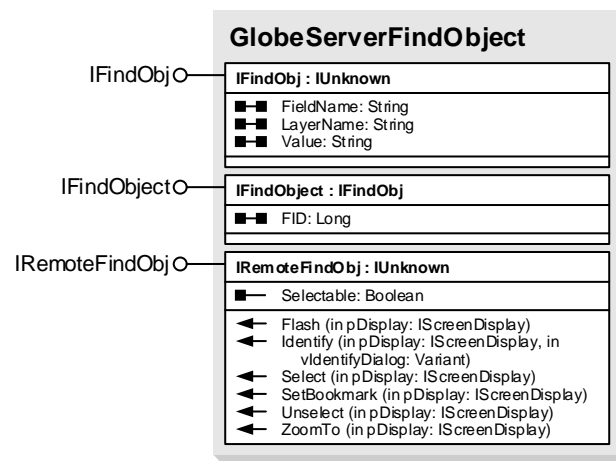 GlobeServerFindObject
IFindObj
IFindObj : IUnknown
FieldName: String
LayerName: String
Value: String
IFindObject
IFindObject : IFindObj
FID: Long
IRemoteFindObj
IRemoteFindObj : IUnknown
Selectable: Boolean
Flash (in pDisplay: IScreenDisplay)
Identify (in pDisplay: IScreenDisplay, in
vIdentifyDialog: Variant)
Select (in pDisplay: IScreenDisplay)
SetBookmark (in pDisplay: IScreenDisplay)
Unselect (in pDisplay: IScreenDisplay)
ZoomTo (in pDisplay: IScreenDisplay)